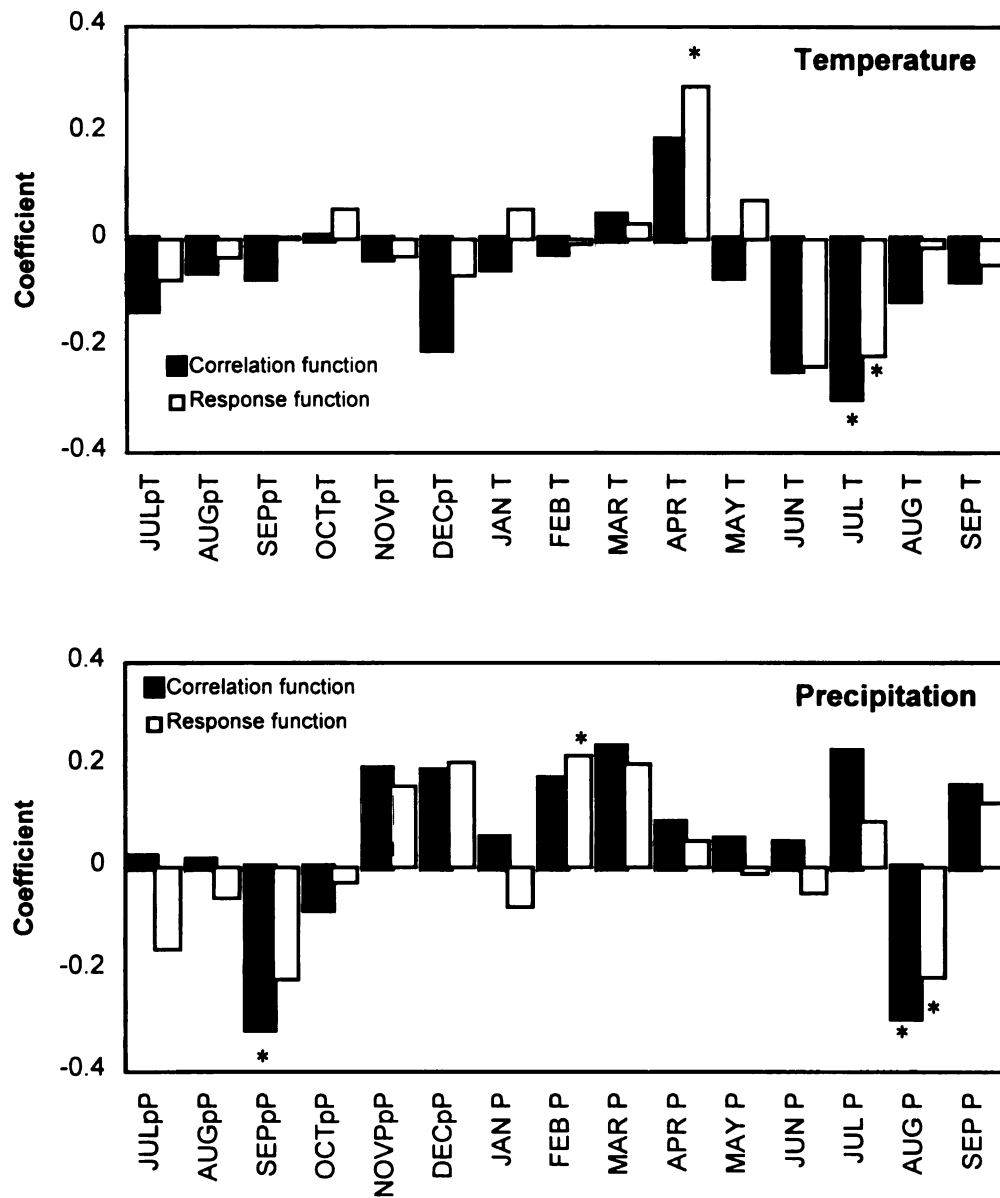 0.4
Temperature
*
0.2
0
Coefficient
-0.2
Correlation function
Response function
*
*
-0.4
JULpT
AUGpT
SEPpT
OCTpT
NOVpT
DECpT
JAN T
FEB T
MAR T
APR T
MAY T
JUN T
JUL T
AUG T
SEP T
0.4
Correlation function
Precipitation
Response function
*
0.2
0
Coefficient
-0.2
*
*
*
-0.4
JULpP
AUGpP
SEPpP
OCTpP
NOVPpP
DECpP
JAN P
FEB P
MAR P
APR P
MAY P
JUN P
JUL P
AUG P
SEP P